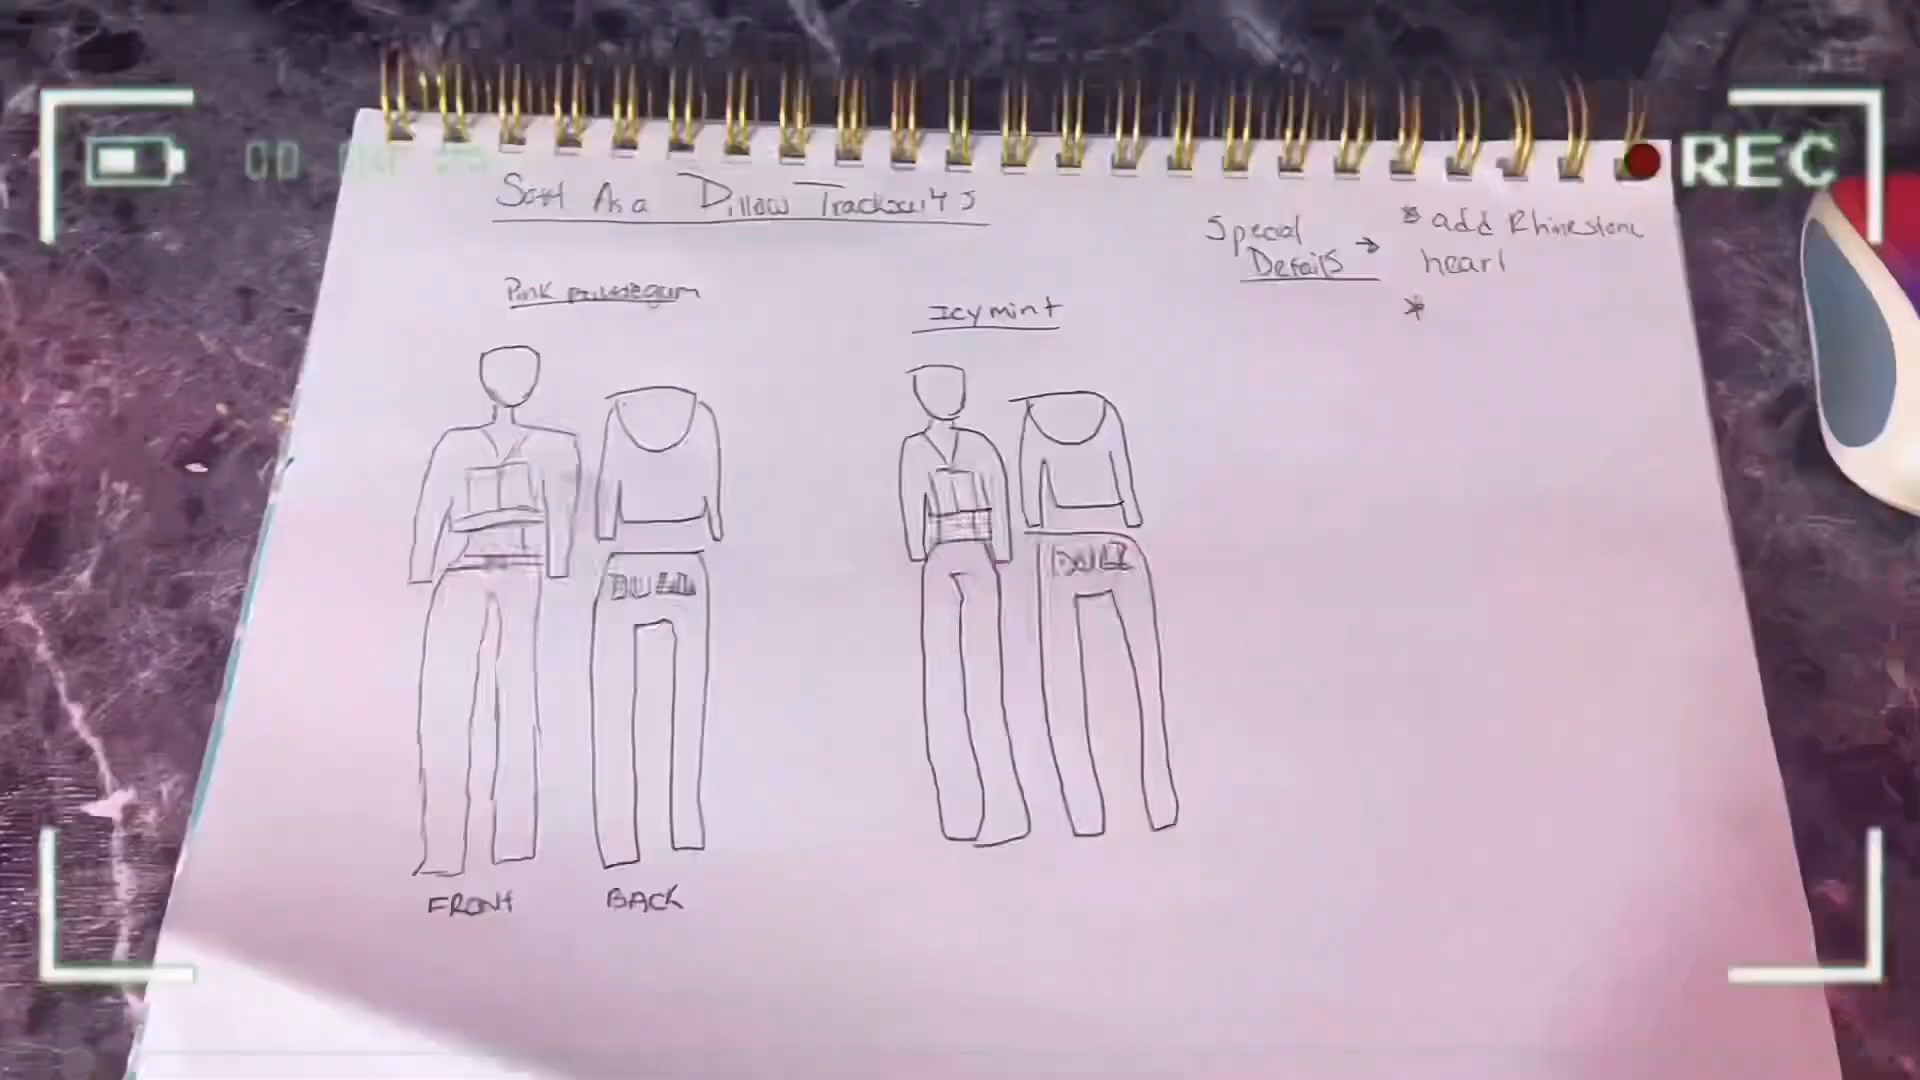 REC
Soft As a Pillow Tracksuits
Special
Details →
* add Rhinestone
heart
*
Pink
Icy mint
FRONT
BACK